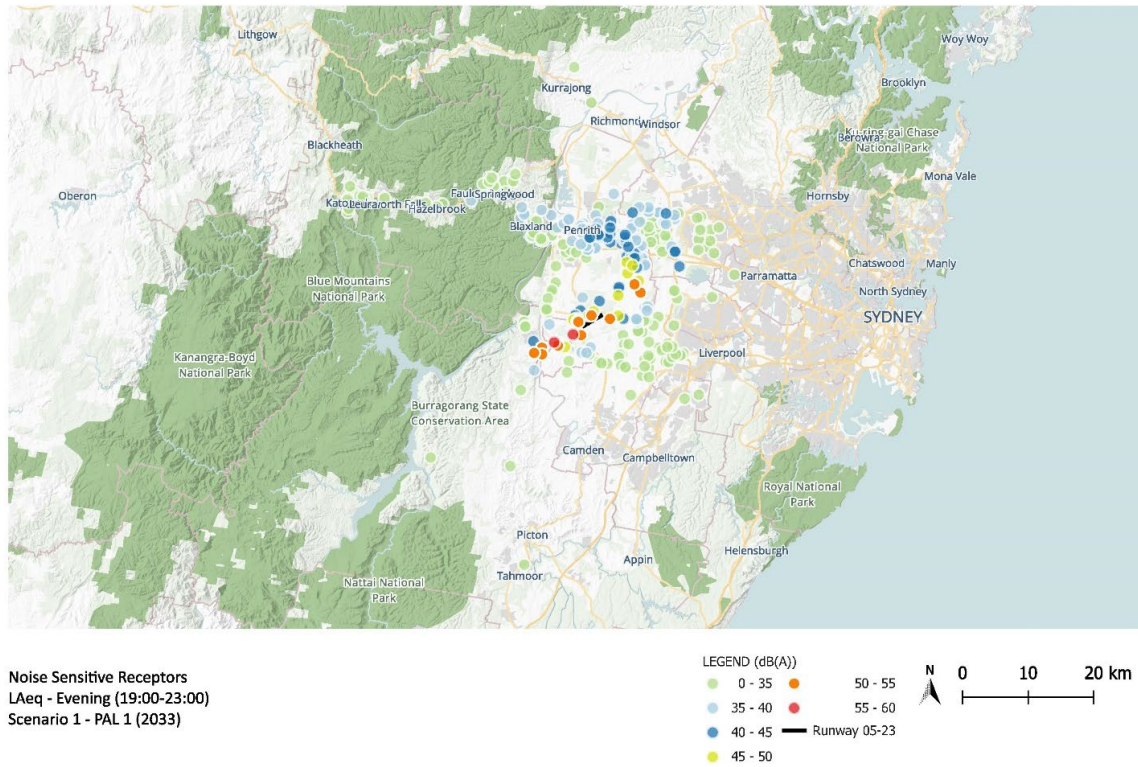 Lithgow
Woy Woy
Kurrajong
Brooklyn
Richmond
Windsor
Berowra
Ku-ring-gai Chase
National Park
Blackheath
Mona Vale
Oberon
Springwood
Hornsby
Hazelbrook
Blaxland
Penrith
Chatswood
Manly
Parramatta
Blue Mountains
National Park
North Sydney
SYDNEY
Kanangra-Boyd
National Park
Liverpool
Burragorang State
Conservation Area
Camden
Campbelltown
Royal National
Park
Picton
Appin
Helensburgh
Tahmoor
Nattai National
Park
Noise Sensitive Receptors
LAeq - Evening (19:00-23:00)
Scenario 1 - PAL 1 (2033)
LEGEND (dB(A))
0 - 35
35 - 40
40 - 45
45 - 50
50 - 55
55 - 60
Runway 05-23
N
0 10 20 km